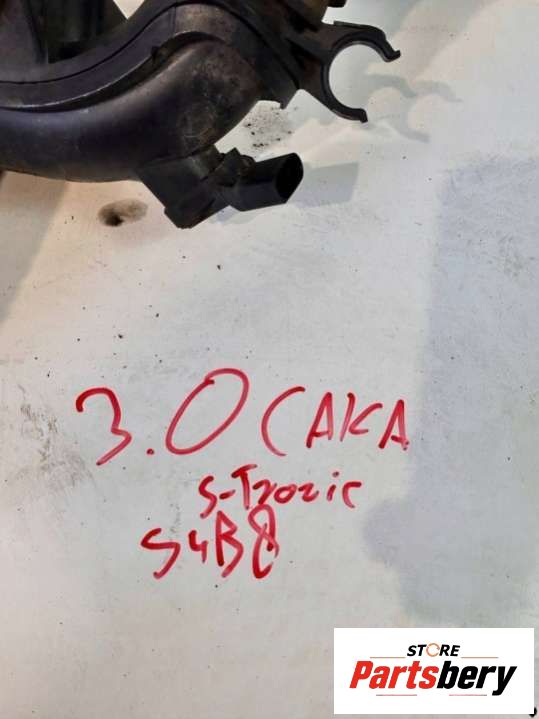 3.0 CAKA
S-Tronic
S4B8
STORE
Partsbery